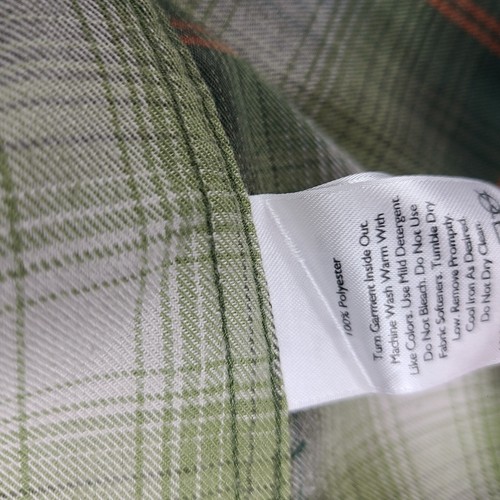 100% Polyester
Turn Garment Inside Out.
Machine Wash Warm With
Like Colors. Use Mild Detergent.
Do Not Bleach. Do Not Use
Fabric Softeners. Tumble Dry
Low. Remove Promptly
Cool Iron As Desired.
Do Not Dry Clean.